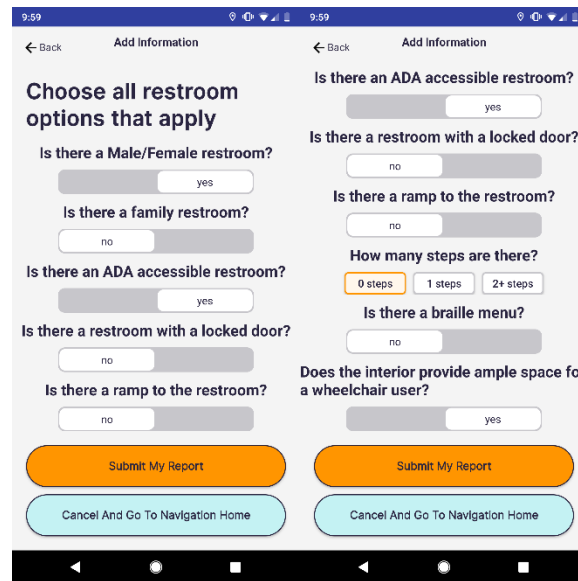 9:59
Back
Add Information
Choose all restroom
options that apply
Is there a Male/Female restroom?
yes
Is there a family restroom?
no
Is there an ADA accessible restroom?
yes
Is there a restroom with a locked door?
no
Is there a ramp to the restroom?
no
Submit My Report
Cancel And Go To Navigation Home
9:59
Back
Add Information
Is there an ADA accessible restroom?
yes
Is there a restroom with a locked door?
no
Is there a ramp to the restroom?
no
How many steps are there?
0 steps 1 steps 2+ steps
Is there a braille menu?
no
Does the interior provide ample space fo
a wheelchair user?
yes
Submit My Report
Cancel And Go To Navigation Home